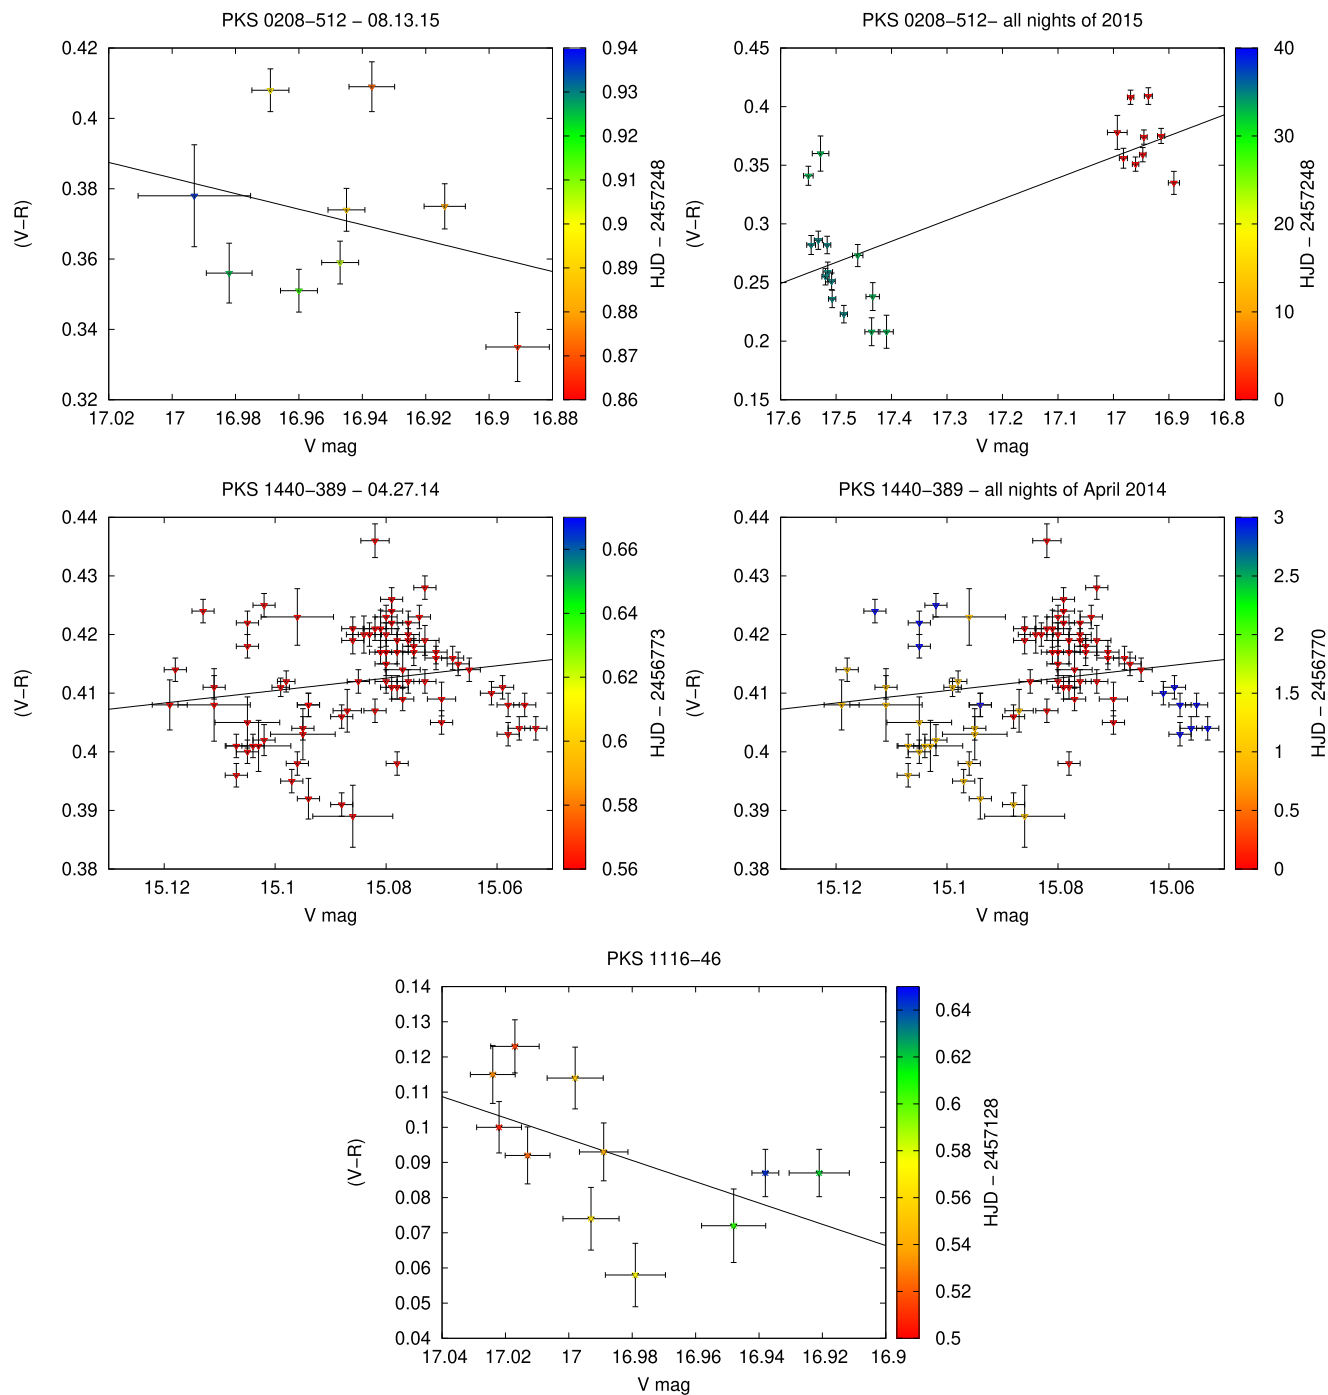 PKS 0208−512 − 08.13.15
0.42
0.4
0.38
0.36
0.34
0.32
(V−R)
17.02 17 16.98 16.96 16.94 16.92 16.9 16.88
V mag
0.94
0.93
0.92
0.91
0.9
0.89
0.88
0.87
0.86
HJD − 2457248
PKS 0208−512− all nights of 2015
0.45
0.4
0.35
0.3
0.25
0.2
0.15
(V−R)
17.6 17.5 17.4 17.3 17.2 17.1 17 16.9 16.8
V mag
40
30
20
10
0
HJD − 2457248
PKS 1440−389 − 04.27.14
0.44
0.43
0.42
0.41
0.4
0.39
0.38
(V−R)
15.12 15.1 15.08 15.06
V mag
0.66
0.64
0.62
0.6
0.58
0.56
HJD − 2456773
PKS 1440−389 − all nights of April 2014
0.44
0.43
0.42
0.41
0.4
0.39
0.38
(V−R)
15.12 15.1 15.08 15.06
V mag
3
2.5
2
1.5
1
0.5
0
HJD − 2456770
PKS 1116−46
0.14
0.13
0.12
0.11
0.1
0.09
0.08
0.07
0.06
0.05
0.04
(V−R)
17.04 17.02 17 16.98 16.96 16.94 16.92 16.9
V mag
0.64
0.62
0.6
0.58
0.56
0.54
0.52
0.5
HJD − 2457128